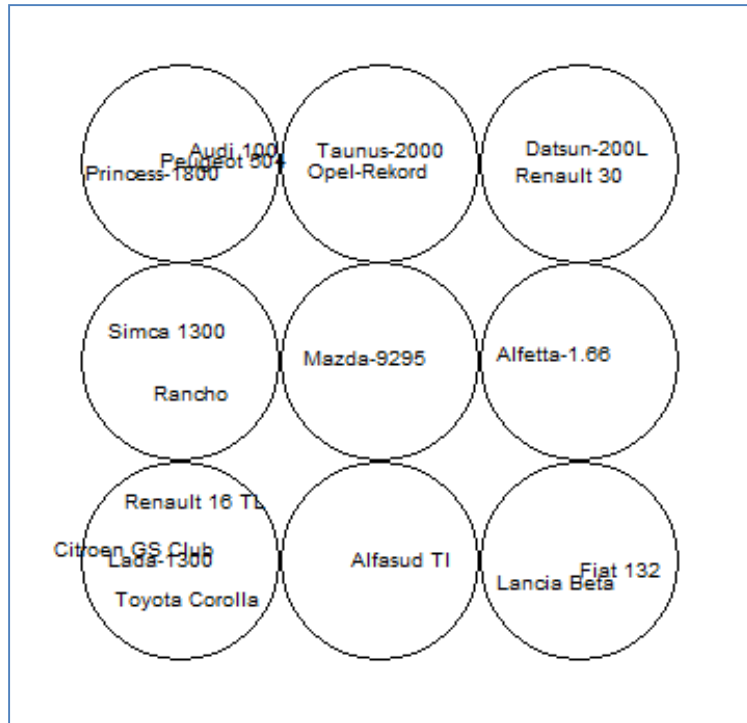 Audi 100
Peugeot 504
Princess-1800
Taunus-2000
Opel-Rekord
Datsun-200L
Renault 30
Simca 1300
Rancho
Mazda-9295
Alfetta-1.66
Renault 16 TL
Citroen GS Club
Lada-1300
Toyota Corolla
Alfasud TI
Fiat 132
Lancia Beta